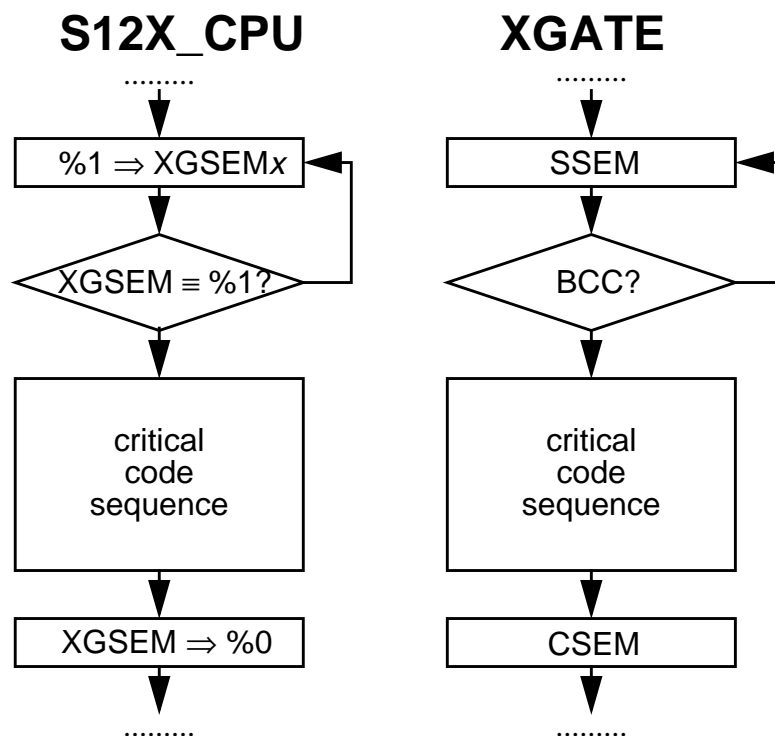 S12X_CPU
.........
%1 ⇒ XGSEMx
XGSEM ≡ %1?
critical
code
sequence
XGSEM ⇒ %0
.........
XGATE
.........
SSEM
BCC?
critical
code
sequence
CSEM
.........